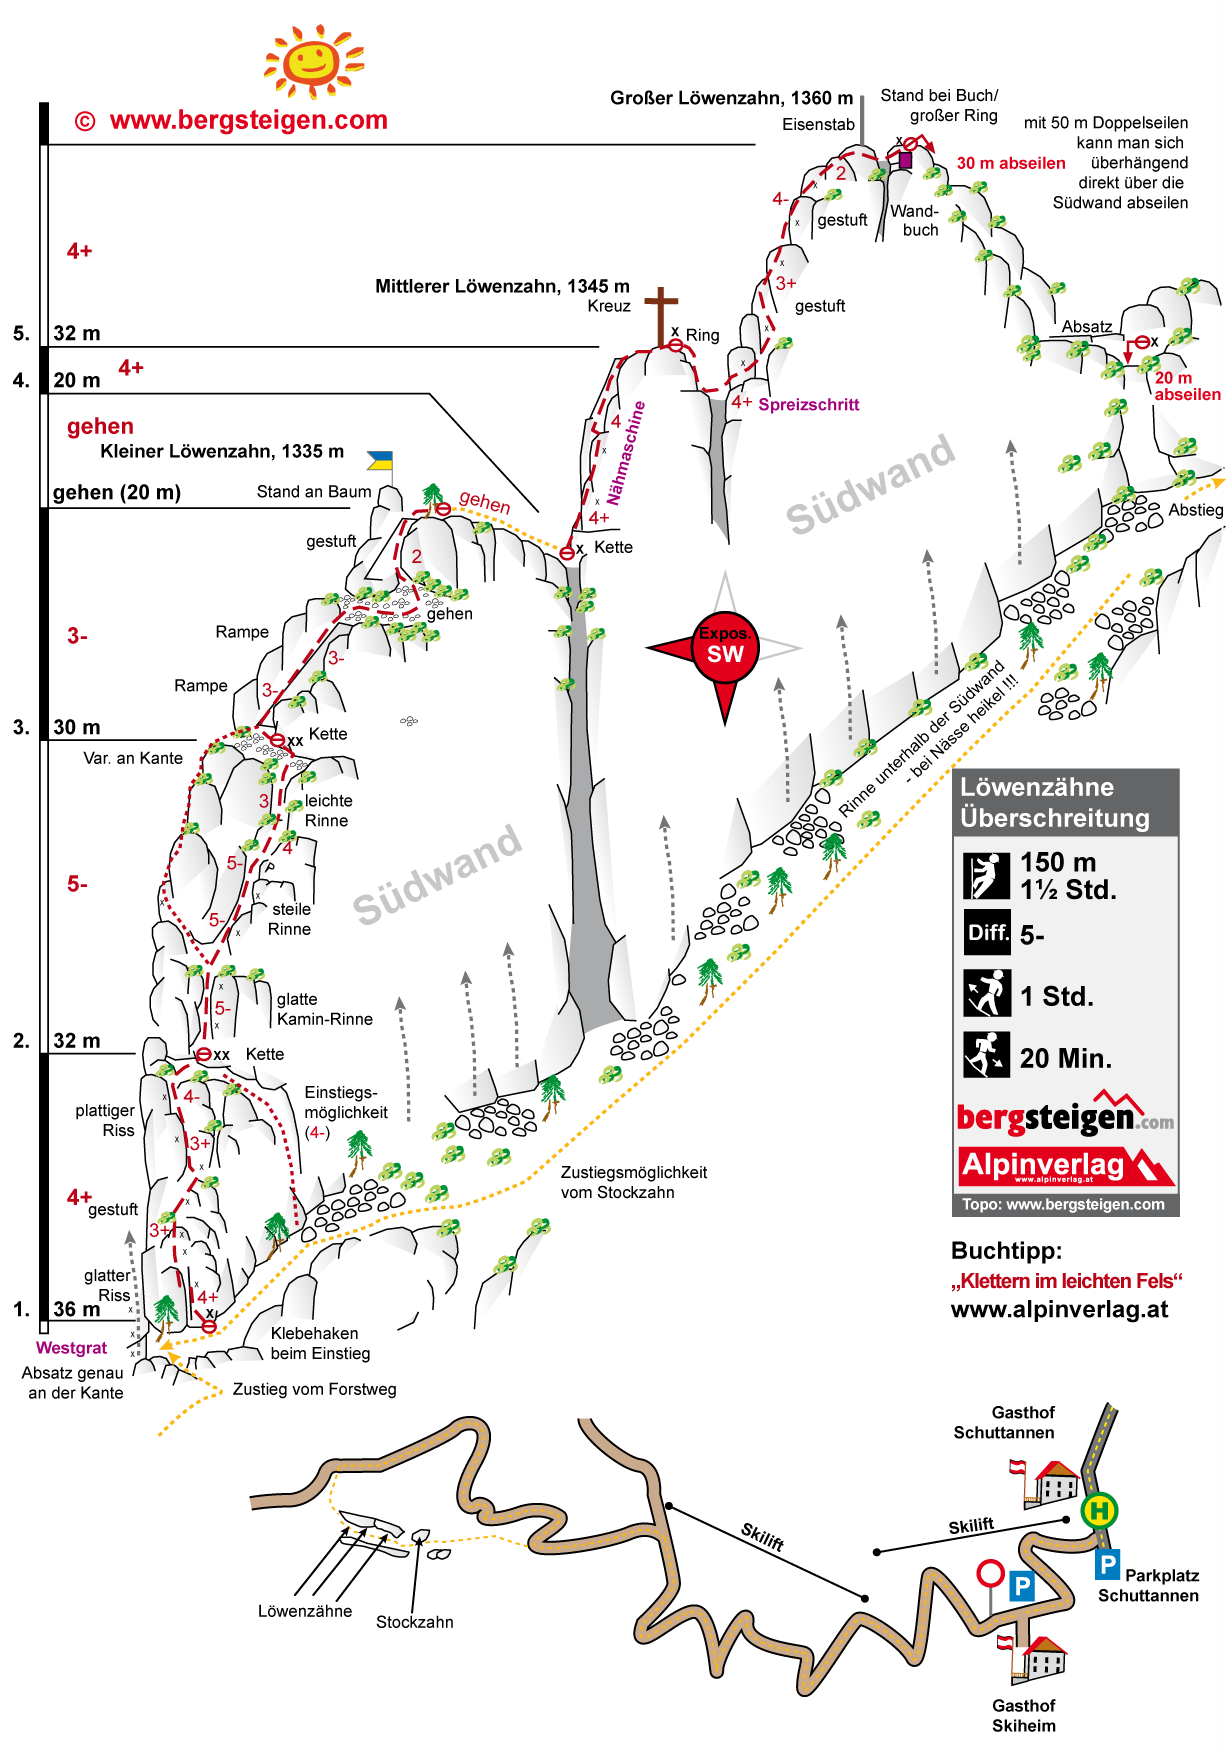 © www.bergsteigen.com
Großer Löwenzahn, 1360 m
Eisenstab
Stand bei Buch/
großer Ring
mit 50 m Doppelseilen
kann man sich
überhängend
direkt über die
Südwand abseilen
30 m abseilen
x
2
4-
x
gestuft
x
Wand-
buch
4+
x
3+
gestuft
Mittlerer Löwenzahn, 1345 m
Kreuz
x
Ring
x
Absatz
x
5. 32 m
4+
x
4. 20 m
20 m
abseilen
4+
Spreizschritt
gehen
4
Nähmaschine
x
Kleiner Löwenzahn, 1335 m
Südwand
gehen (20 m)
Stand an Baum
gehen
x
4+
Abstieg
gestuft
x Kette
2
gehen
Rampe
3-
Expos.
SW
3-
Rampe
3-
Rinne unterhalb der Südwand
- bei Nässe heikel !!!
3. 30 m
xx
Kette
Var. an Kante
3
leichte
Rinne
4
5-
5-
P
Südwand
x
x
5-
steile
Rinne
x
x
5-
x
glatte
Kamin-Rinne
2. 32 m
xx
Kette
x
4-
Einstiegs-
möglichkeit
(4-)
plattiger
Riss
x
3+
x
4+
gestuft
3+
x
Zustiegsmöglichkeit
vom Stockzahn
glatter
Riss
x
x
4+
x
1. 36 m
x
x
Westgrat
Klebehaken
beim Einstieg
Absatz genau
an der Kante
Zustieg vom Forstweg
Löwenzähne
Überschreitung
150 m
1½ Std.
Diff. 5-
1 Std.
20 Min.
bergsteigen.com
Alpinverlag
www.alpinverlag.at
Topo: www.bergsteigen.com
Buchtipp:
„Klettern im leichten Fels“
www.alpinverlag.at
Gasthof
Schuttannen
H
Skilift
Skilift
P
P
Parkplatz
Schuttannen
Löwenzähne
Stockzahn
Gasthof
Skiheim